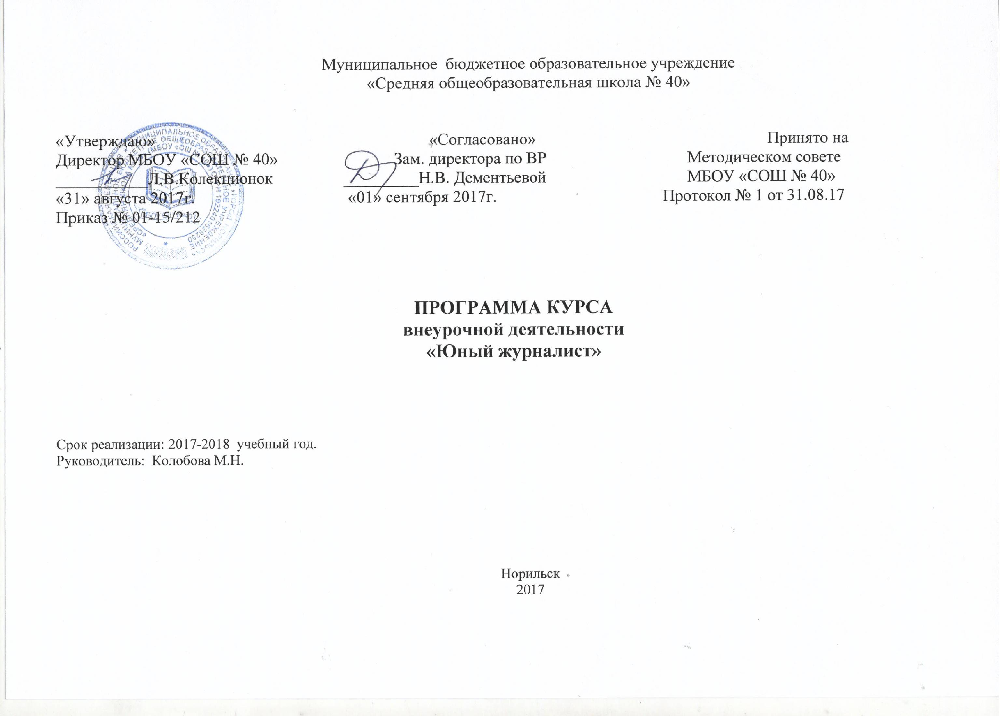 Муниципальное бюджетное образовательное учреждение
«Средняя общеобразовательная школа № 40»
«Утверждаю»
Директор МБОУ «СОШ № 40»
____________Л.В.Колекционок
«31» августа 2017г.
Приказ № 01-15/212
«Согласовано»
Зам. директора по ВР
__________Н.В. Дементьевой
«01» сентября 2017г.
Принято на
Методическом совете
МБОУ «СОШ № 40»
Протокол № 1 от 31.08.17
ПРОГРАММА КУРСА
внеурочной деятельности
«Юный журналист»
Срок реализации: 2017-2018 учебный год.
Руководитель: Колобова М.Н.
Норильск
2017